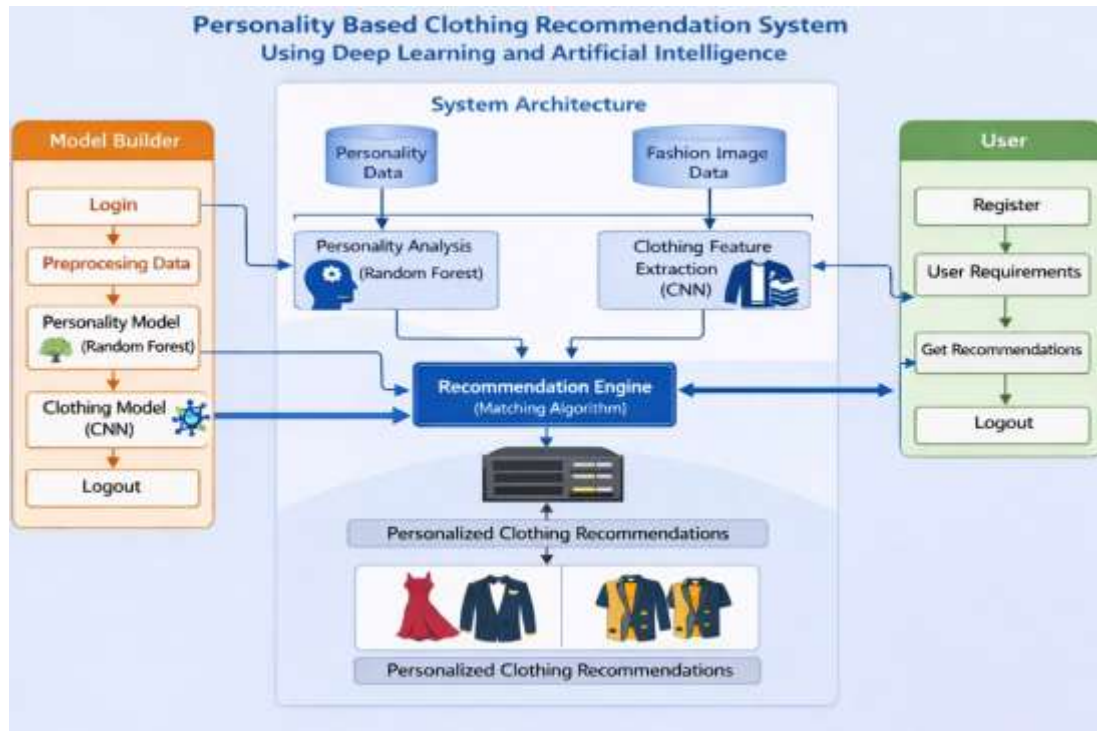 Personality Based Clothing Recommendation System
Using Deep Learning and Artificial Intelligence
System Architecture
Model Builder
Login
Preprocesing Data
Personality Model
(Random Forest)
Clothing Model
(CNN)
Logout
Personality
Data
Fashion Image
Data
Personality Analysis
(Random Forest)
Clothing Feature
Extraction
(CNN)
Recommendation Engine
(Matching Algorithm)
Personalized Clothing Recommendations
Personalized Clothing Recommendations
User
Register
User Requirements
Get Recommendations
Logout